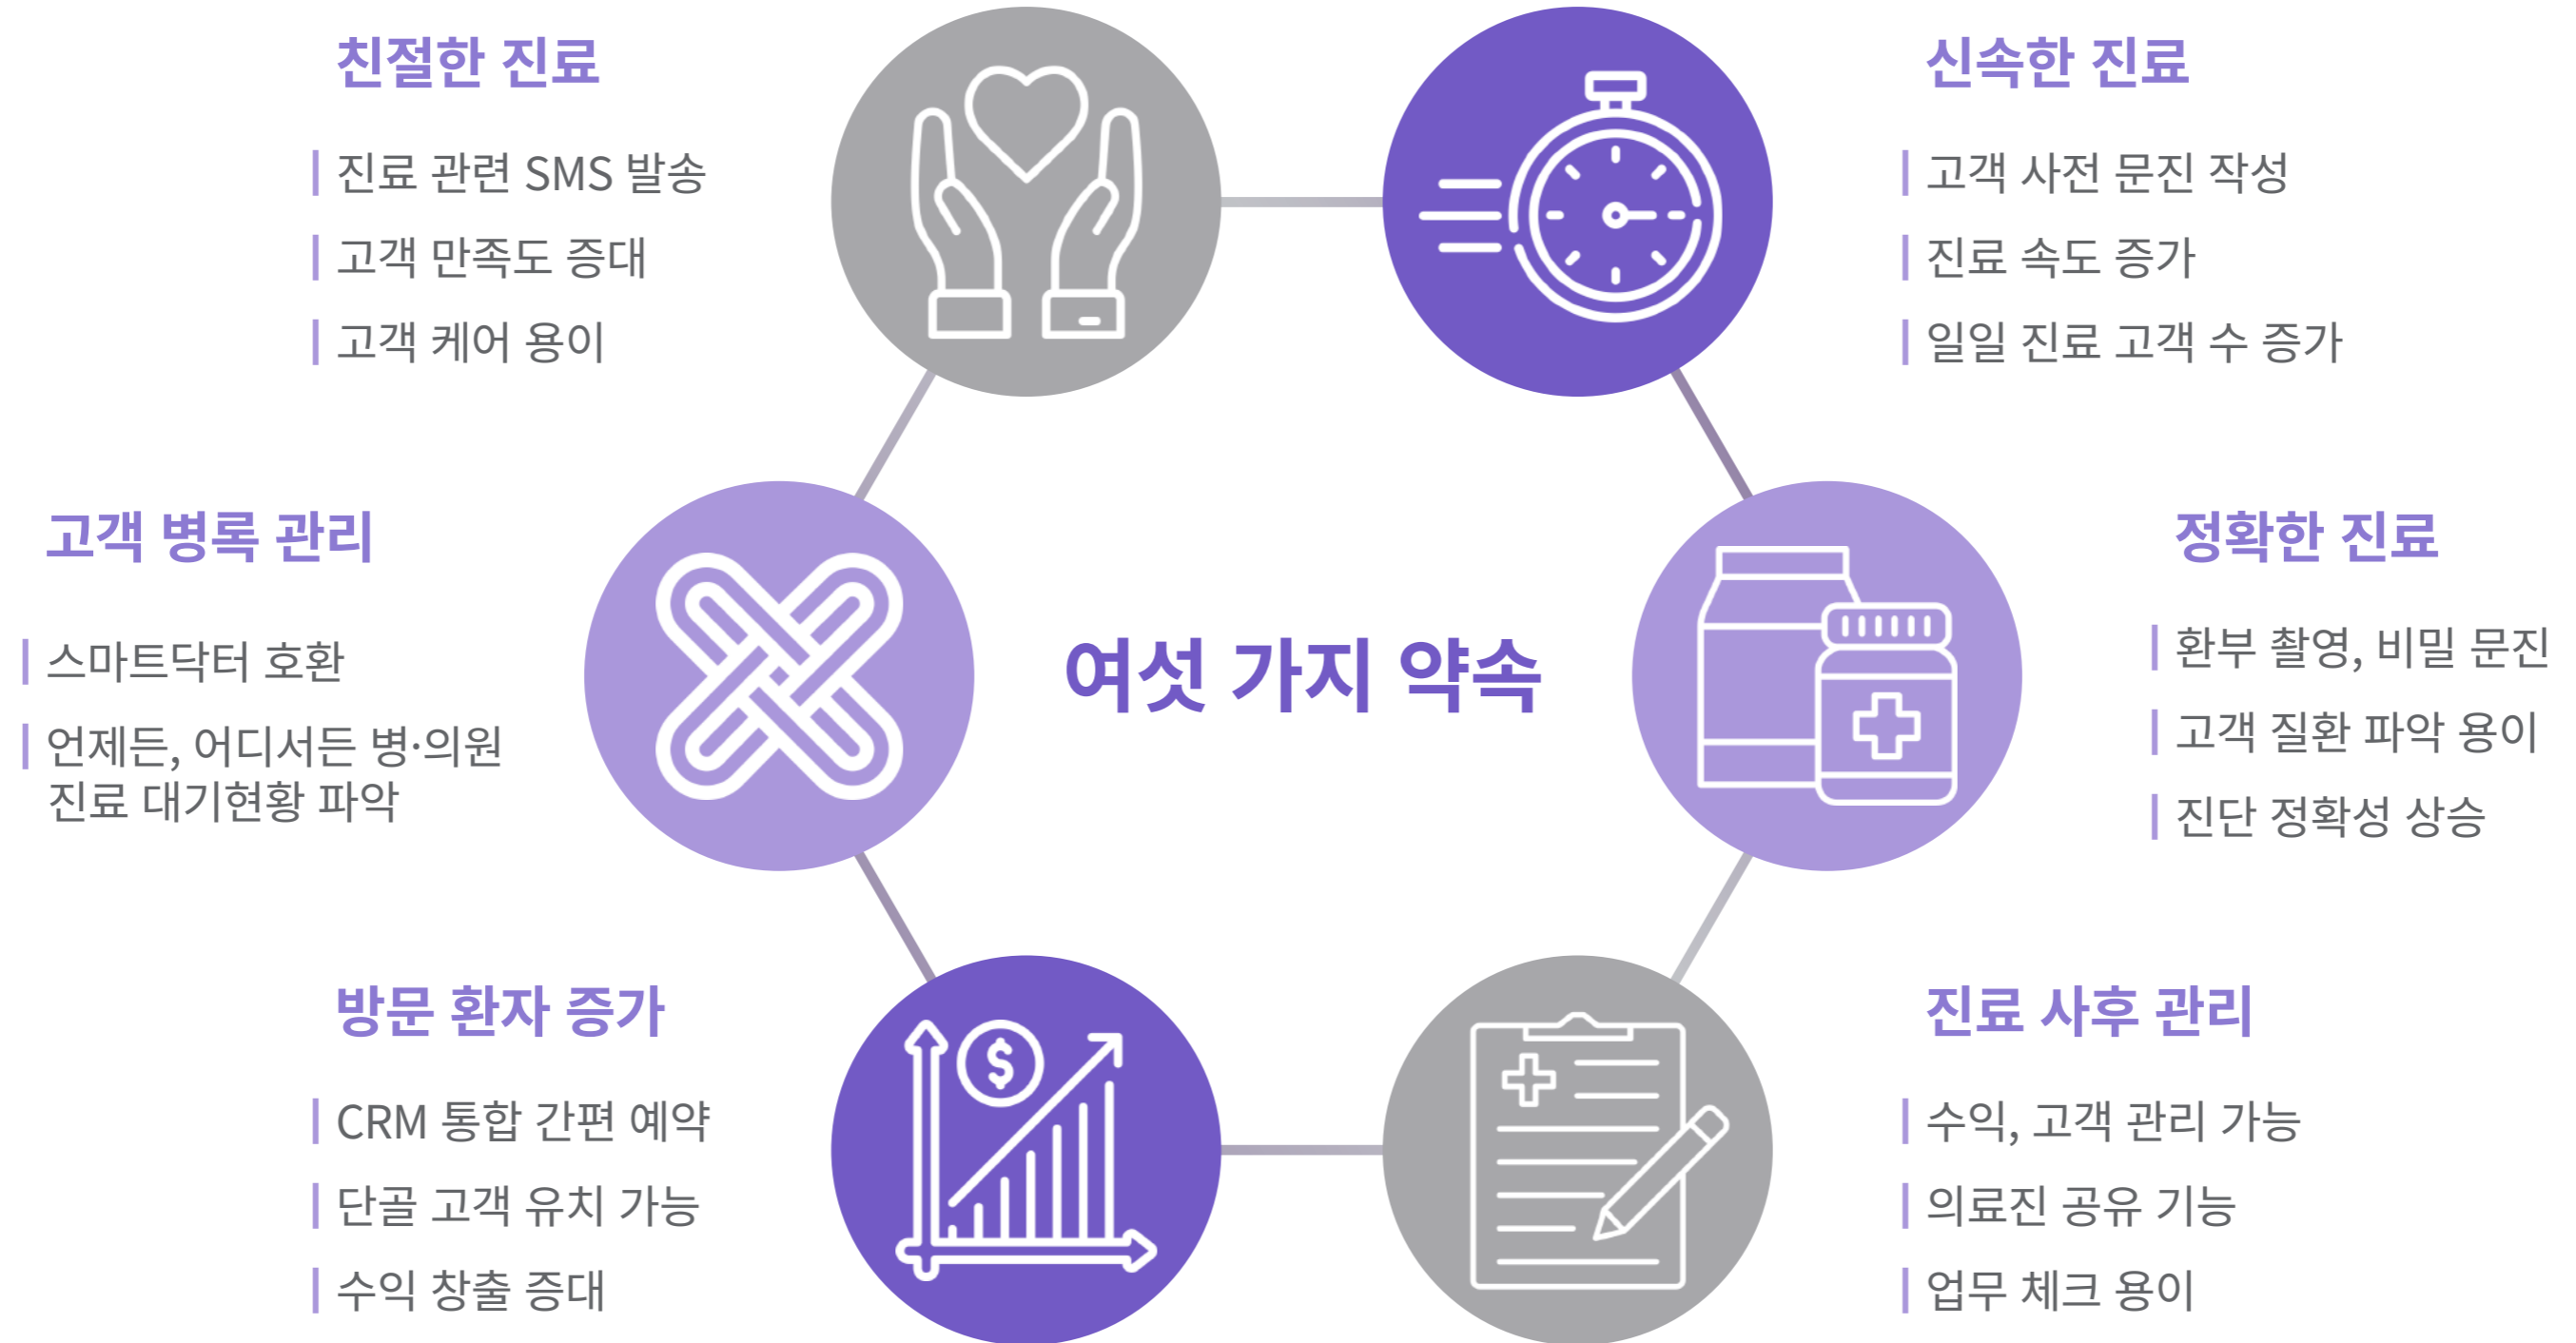 친절한 진료
진료 관련 SMS 발송
고객 만족도 증대
고객 케어 용이
신속한 진료
고객 사전 문진 작성
진료 속도 증가
일일 진료 고객 수 증가
고객 병록 관리
스마트닥터 호환
언제든, 어디서든 병·의원
진료 대기현황 파악
여섯 가지 약속
정확한 진료
환부 촬영, 비밀 문진
고객 질환 파악 용이
진단 정확성 상승
방문 환자 증가
CRM 통합 간편 예약
단골 고객 유치 가능
수익 창출 증대
$
진료 사후 관리
수익, 고객 관리 가능
의료진 공유 기능
업무 체크 용이